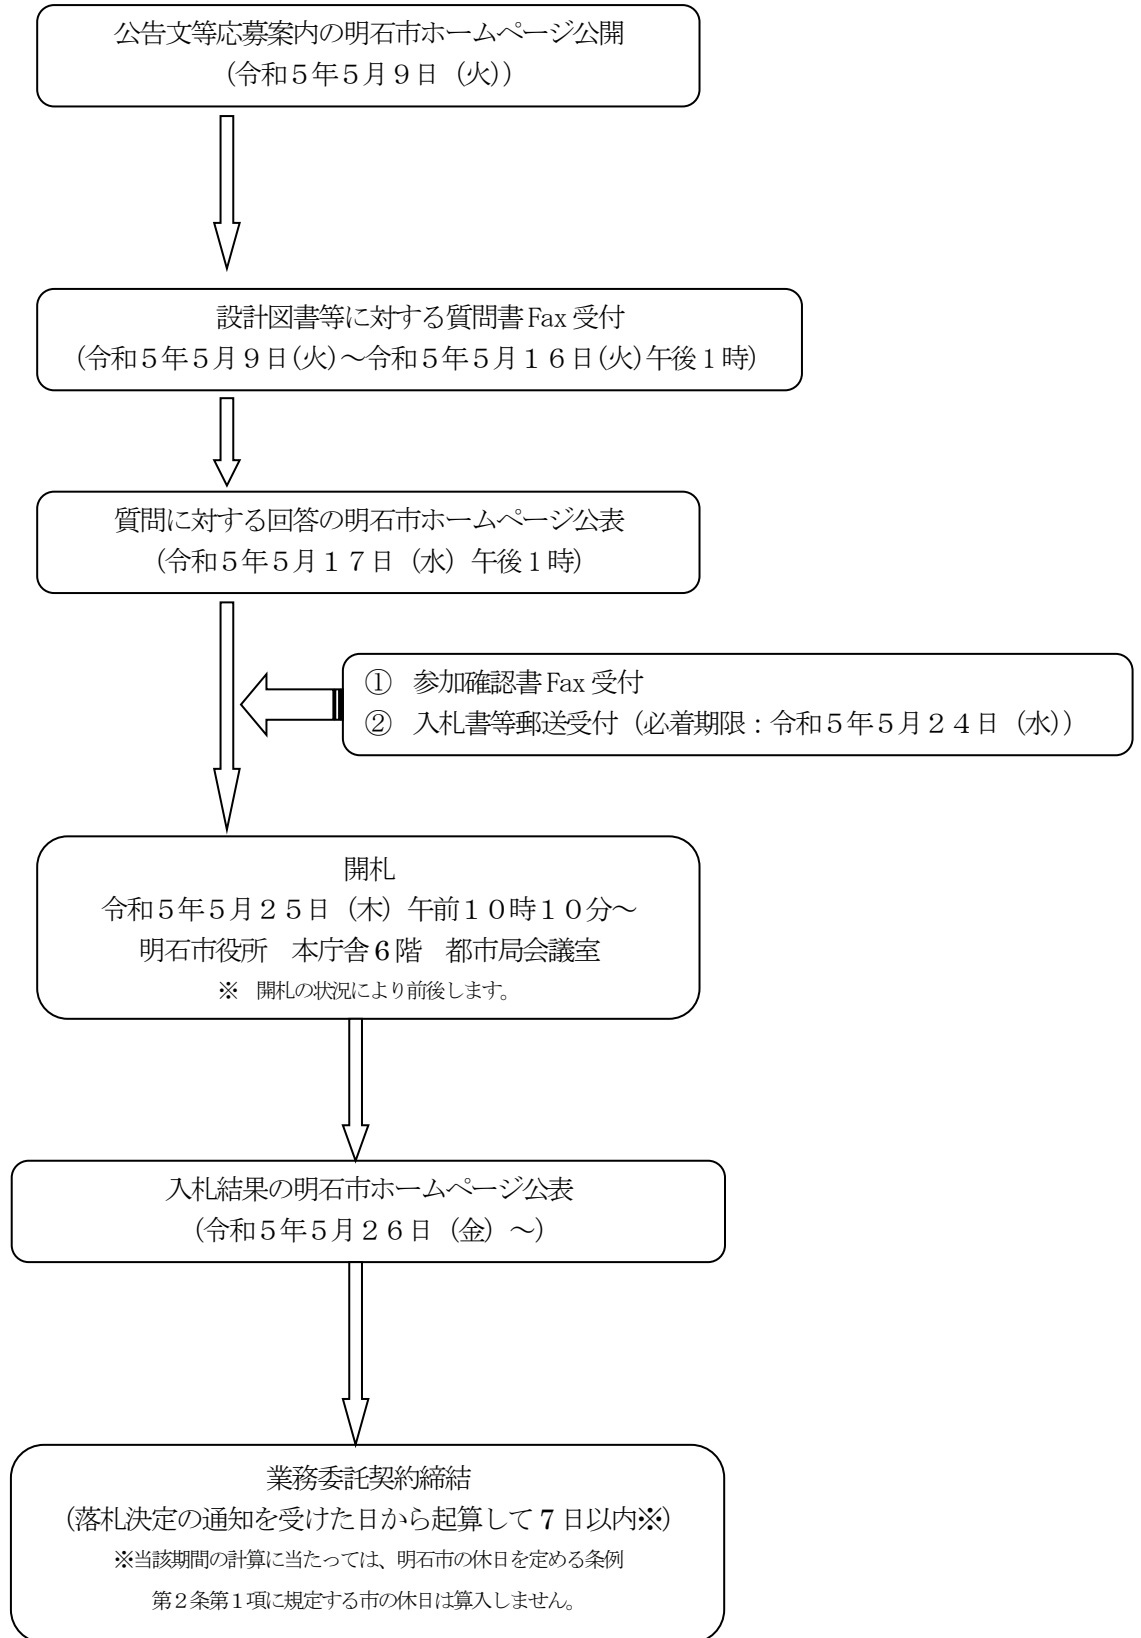 公告文等応募案内の明石市ホームページ公開
（令和５年５月９日（火））
設計図書等に対する質問書 Fax 受付
（令和５年５月９日(火)～令和５年５月１６日(火)午後１時）
質問に対する回答の明石市ホームページ公表
（令和５年５月１７日（水）午後１時）
① 参加確認書 Fax 受付
② 入札書等郵送受付（必着期限：令和５年５月２４日（水））
開札
令和５年５月２５日（木）午前１０時１０分～
明石市役所　本庁舎６階　都市局会議室
※　開札の状況により前後します。
入札結果の明石市ホームページ公表
（令和５年５月２６日（金）～）
業務委託契約締結
（落札決定の通知を受けた日から起算して７日以内※）
※当該期間の計算に当たっては、明石市の休日を定める条例
第２条第１項に規定する市の休日は算入しません。